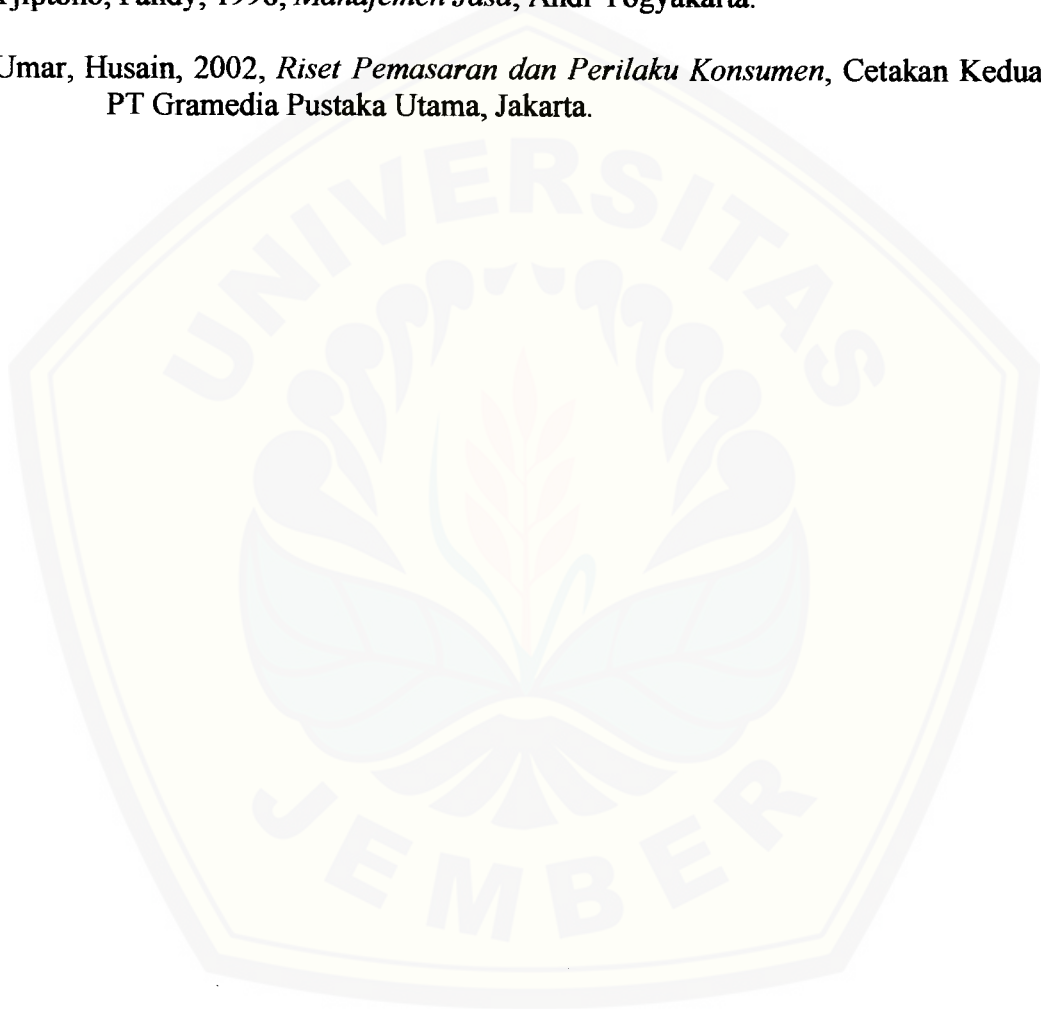 Tjiptono, Fandy, 1996, Manajemen Jasa, Andi Yogyakarta.
Umar, Husain, 2002, Riset Pemasaran dan Perilaku Konsumen, Cetakan Kedua
PT Gramedia Pustaka Utama, Jakarta.
UNIVERSITAS
JEMBER